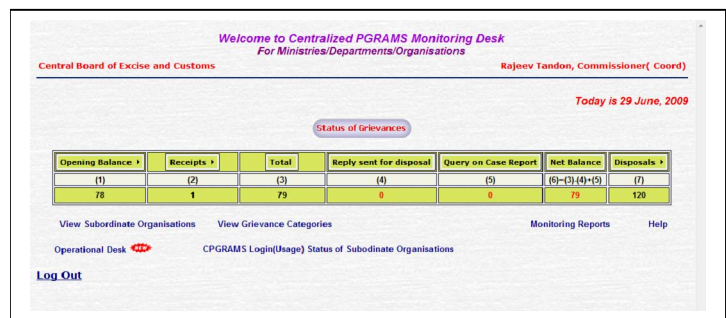 Welcome to Centralized PGRAMS Monitoring Desk
For Ministries/Departments/Organisations
Central Board of Excise and Customs Rajeev Tandon, Commissioner( Coord)
Today is 29 June, 2009
Status of Grievances
Opening Balance Receipts Total Reply sent for disposal Query on Case Report Net Balance Disposals
(1) (2) (3) (4) (5) (6)=(3)-(4)+(5) (7)
78 1 79 0 0 79 120
View Subordinate Organisations View Grievance Categories Monitoring Reports Help
Operational Desk NEW CPGRAMS Login(Usage) Status of Subodinate Organisations
Log Out